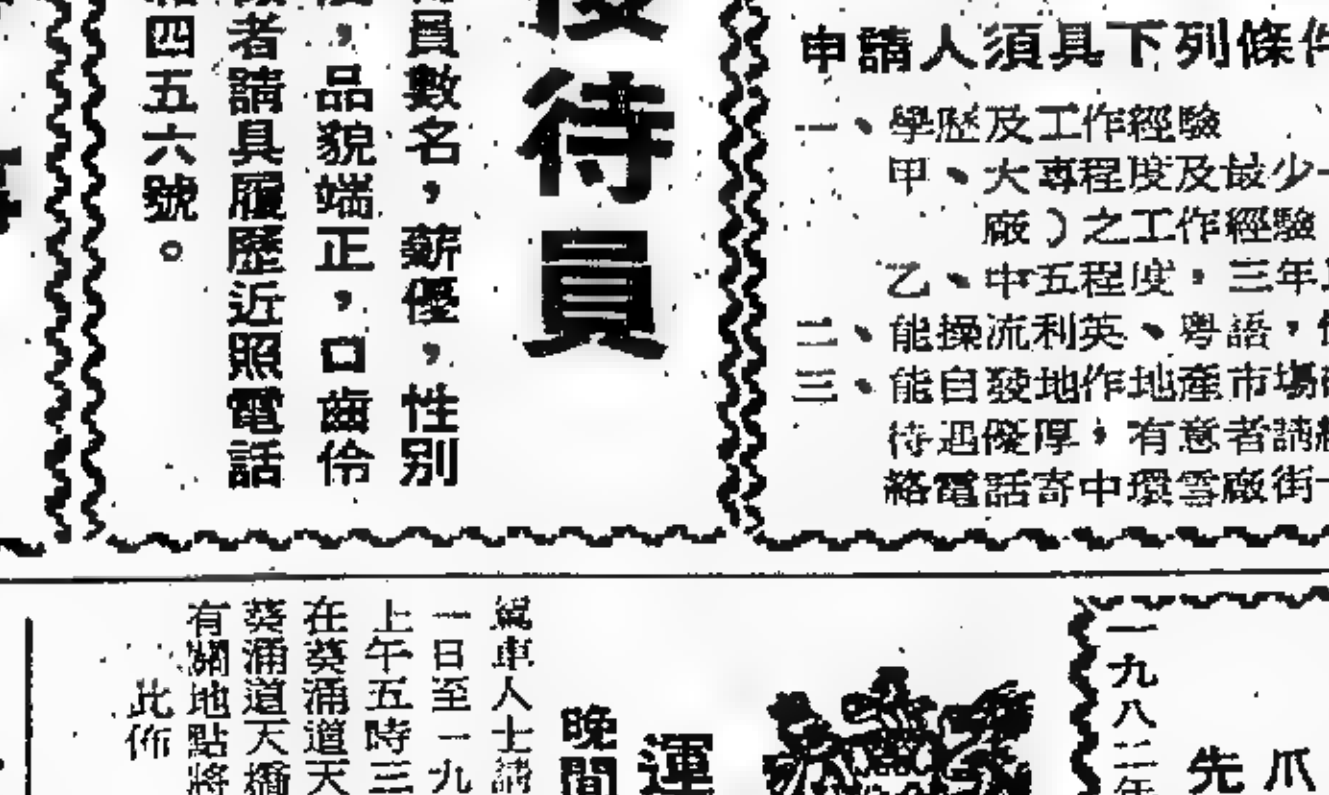 待員
員數名，薪優，性別
，品貌端正，口齒伶
者請具履歷近照電話
四五六號。
申請人須具下列條件
一、學歷及工作經驗
甲、大專程度及最少
廠）之工作經驗
乙、中五程度，三年
二、能操流利英、粵語，
三、能自發地作地產市場
待遇優厚，有意者請
絡電話寄中環雪廠街
一九八二年
先
運
晚間
駕車人士請
一日至一九
上午五時三
在葵涌道天
葵涌道天橋
有關地點將
此佈